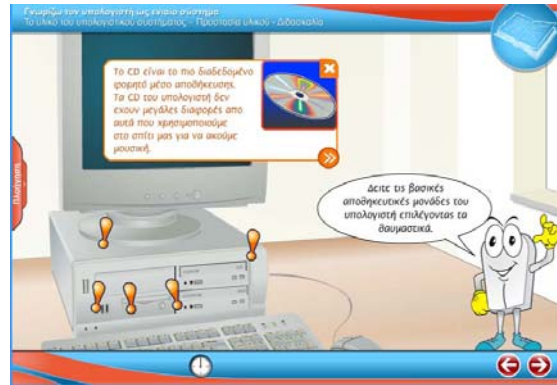 Γνωρίζω τον υπολογιστή ως ενιαίο σύστημα
Το υλικό του υπολογιστικού συστήματος - Προστασία υλικού - Διδασκαλία
Το CD είναι το πιο διαδεδομένο
φορητό μέσο αποθήκευσης.
Τα CD του υπολογιστή δεν
έχουν μεγάλες διαφορές απο
αυτά που χρησιμοποιούμε
στο σπίτι μας για να ακούμε
μουσική.
Πλοήγηση
Δείτε τις βασικές
αποθηκευτικές μονάδες του
υπολογιστή επιλέγοντας τα
θαυμαστικά.